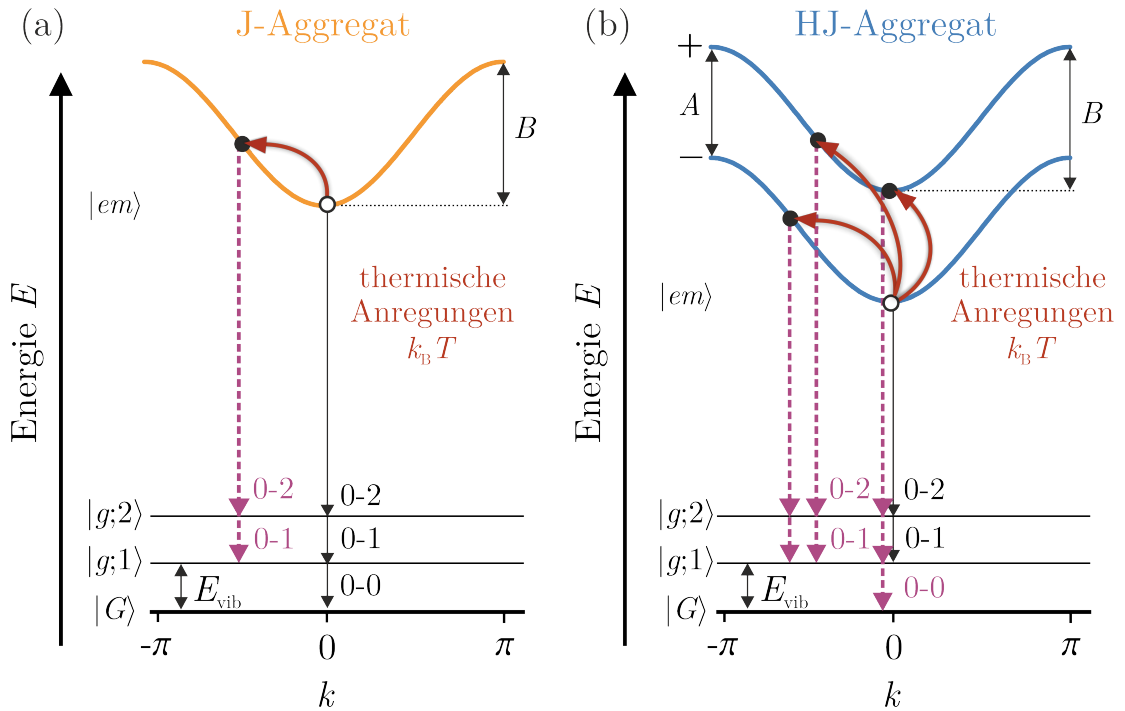 (a)
J-Aggregat
B
|em⟩
thermische
Anregungen
k_B T
Energie E
0-2
0-2
|g;2⟩
0-1
0-1
|g;1⟩
E_vib
0-0
|G⟩
-π
0
π
k
(b)
HJ-Aggregat
+
A
B
−
|em⟩
thermische
Anregungen
k_B T
Energie E
0-2
0-2
|g;2⟩
0-1
0-1
|g;1⟩
E_vib
0-0
|G⟩
-π
0
π
k